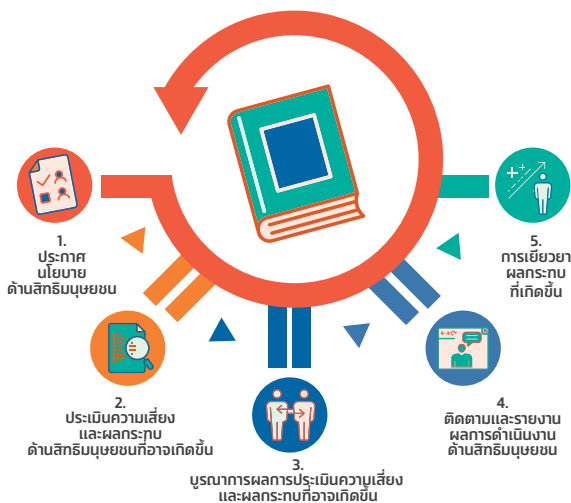 1.
ประกาศ
นโยบาย
ด้านสิทธิมนุษยชน
2.
ประเมินความเสี่ยง
และผลกระทบ
ด้านสิทธิมนุษยชนที่อาจเกิดขึ้น
3.
บูรณาการผลการประเมินความเสี่ยง
และผลกระทบที่อาจเกิดขึ้น
4.
ติดตามและรายงาน
ผลการดำเนินงาน
ด้านสิทธิมนุษยชน
5.
การเยียวยา
ผลกระทบ
ที่เกิดขึ้น